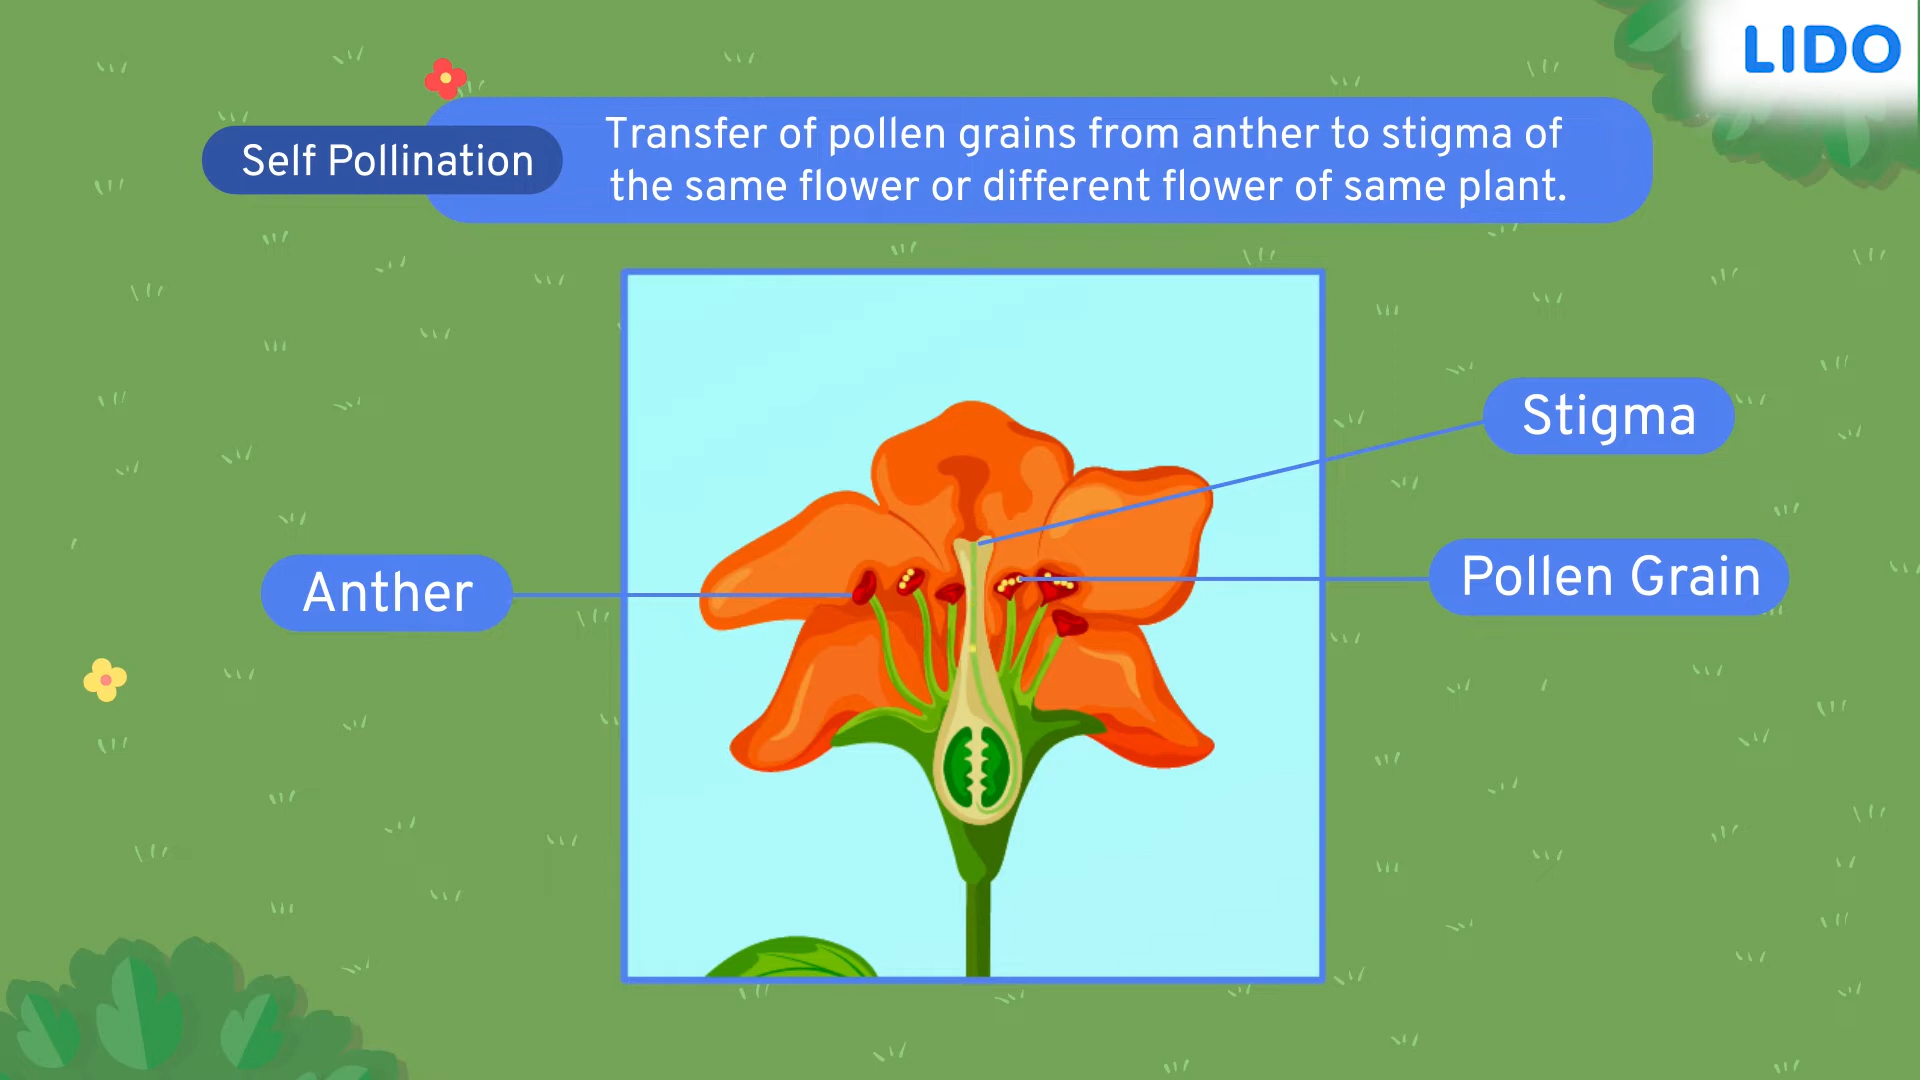 LIDO
Self Pollination
Transfer of pollen grains from anther to stigma of
the same flower or different flower of same plant.
Stigma
Pollen Grain
Anther